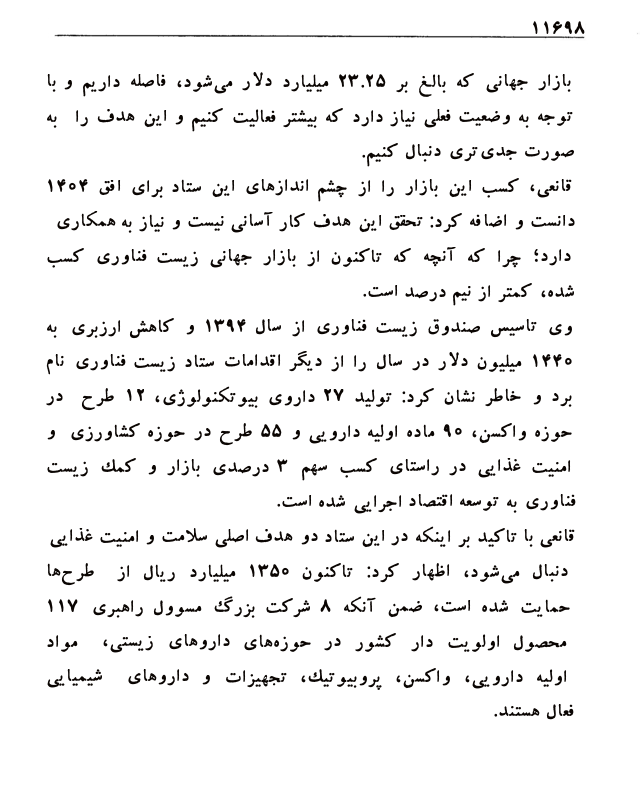 ۱۱۶۹۸
بازار جهانی که بالغ بر ۲۳.۲۵ میلیارد دلار می‌شود، فاصله داریم و با
توجه به وضعیت فعلی نیاز دارد که بیشتر فعالیت کنیم و این هدف را به
صورت جدی‌تری دنبال کنیم.
قانعی، کسب این بازار را از چشم اندازهای این ستاد برای افق ۱۴۰۴
دانست و اضافه کرد: تحقق این هدف کار آسانی نیست و نیاز به همکاری
دارد؛ چرا که آنچه که تاکنون از بازار جهانی زیست فناوری کسب
شده، کمتر از نیم درصد است.
وی تاسیس صندوق زیست فناوری از سال ۱۳۹۴ و کاهش ارزبری به
۱۴۴۰ میلیون دلار در سال را از دیگر اقدامات ستاد زیست فناوری نام
برد و خاطر نشان کرد: تولید ۲۷ داروی بیوتکنولوژی، ۱۲ طرح در
حوزه واکسن، ۹۰ ماده اولیه دارویی و ۵۵ طرح در حوزه کشاورزی و
امنیت غذایی در راستای کسب سهم ۳ درصدی بازار و کمك زیست
فناوری به توسعه اقتصاد اجرایی شده است.
قانعی با تاکید بر اینکه در این ستاد دو هدف اصلی سلامت و امنیت غذایی
دنبال می‌شود، اظهار کرد: تاکنون ۱۳۵۰ میلیارد ریال از طرح‌ها
حمایت شده است، ضمن آنکه ۸ شرکت بزرگ مسوول راهبری ۱۱۷
محصول اولویت دار کشور در حوزه‌های داروهای زیستی، مواد
اولیه دارویی، واکسن، پروبیوتیك، تجهیزات و داروهای شیمیایی
فعال هستند.